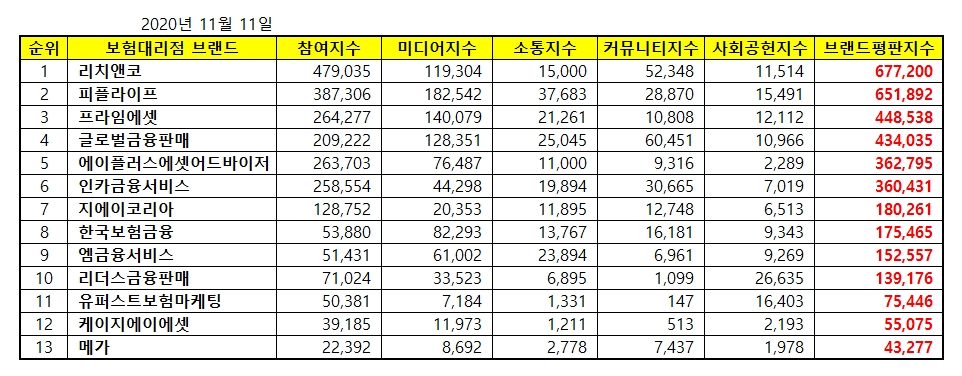 2020년 11월 11일
순위 보험대리점 브랜드 참여지수 미디어지수 소통지수 커뮤니티지수 사회공헌지수 브랜드평판지수
1 리치앤코 479,035 119,304 15,000 52,348 11,514 677,200
2 피플라이프 387,306 182,542 37,683 28,870 15,491 651,892
3 프라임에셋 264,277 140,079 21,261 10,808 12,112 448,538
4 글로벌금융판매 209,222 128,351 25,045 60,451 10,966 434,035
5 에이플러스에셋어드바이저 263,703 76,487 11,000 9,316 2,289 362,795
6 인카금융서비스 258,554 44,298 19,894 30,665 7,019 360,431
7 지에이코리아 128,752 20,353 11,895 12,748 6,513 180,261
8 한국보험금융 53,880 82,293 13,767 16,181 9,343 175,465
9 엠금융서비스 51,431 61,002 23,894 6,961 9,269 152,557
10 리더스금융판매 71,024 33,523 6,895 1,099 26,635 139,176
11 유퍼스트보험마케팅 50,381 7,184 1,331 147 16,403 75,446
12 케이지에이에셋 39,185 11,973 1,211 513 2,193 55,075
13 메가 22,392 8,692 2,778 7,437 1,978 43,277